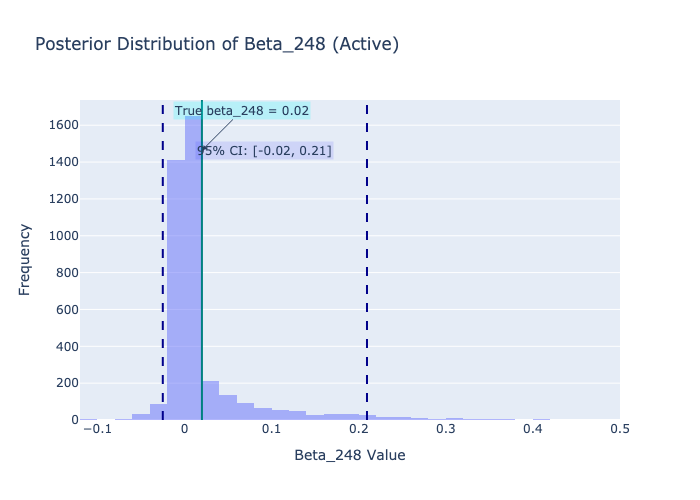 Posterior Distribution of Beta_248 (Active)
True beta_248 = 0.02
95% CI: [-0.02, 0.21]
1600
1400
1200
1000
800
600
400
200
0
Frequency
−0.1 0 0.1 0.2 0.3 0.4 0.5
Beta_248 Value